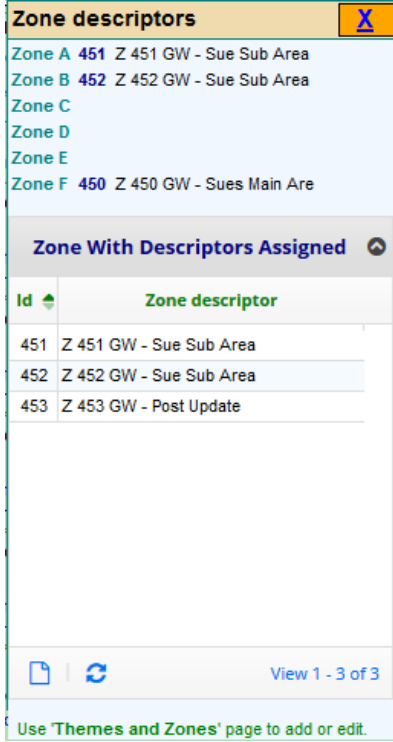 Zone descriptors X
Zone A 451 Z 451 GW - Sue Sub Area
Zone B 452 Z 452 GW - Sue Sub Area
Zone C
Zone D
Zone E
Zone F 450 Z 450 GW - Sues Main Are
Zone With Descriptors Assigned
Id Zone descriptor
451 Z 451 GW - Sue Sub Area
452 Z 452 GW - Sue Sub Area
453 Z 453 GW - Post Update
View 1 - 3 of 3
Use 'Themes and Zones' page to add or edit.